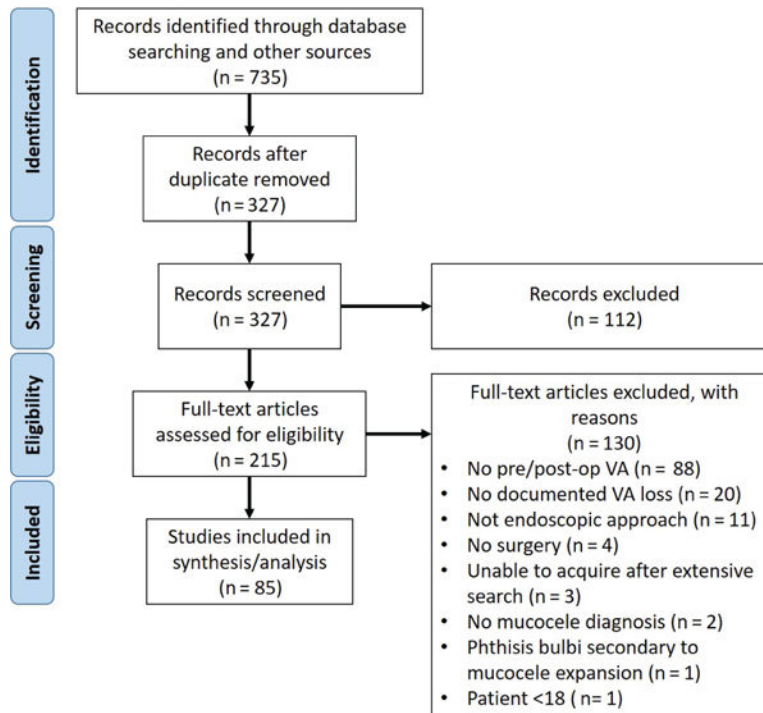 Identification
Records identified through database
searching and other sources
(n = 735)
Records after
duplicate removed
(n = 327)
Screening
Records screened
(n = 327)
Records excluded
(n = 112)
Eligibility
Full-text articles
assessed for eligibility
(n = 215)
Full-text articles excluded, with
reasons
(n = 130)
• No pre/post-op VA (n = 88)
• No documented VA loss (n = 20)
• Not endoscopic approach (n = 11)
• No surgery (n = 4)
• Unable to acquire after extensive
search (n = 3)
• No mucocele diagnosis (n = 2)
• Phthisis bulbi secondary to
mucocele expansion (n = 1)
• Patient <18 ( n= 1)
Included
Studies included in
synthesis/analysis
(n = 85)